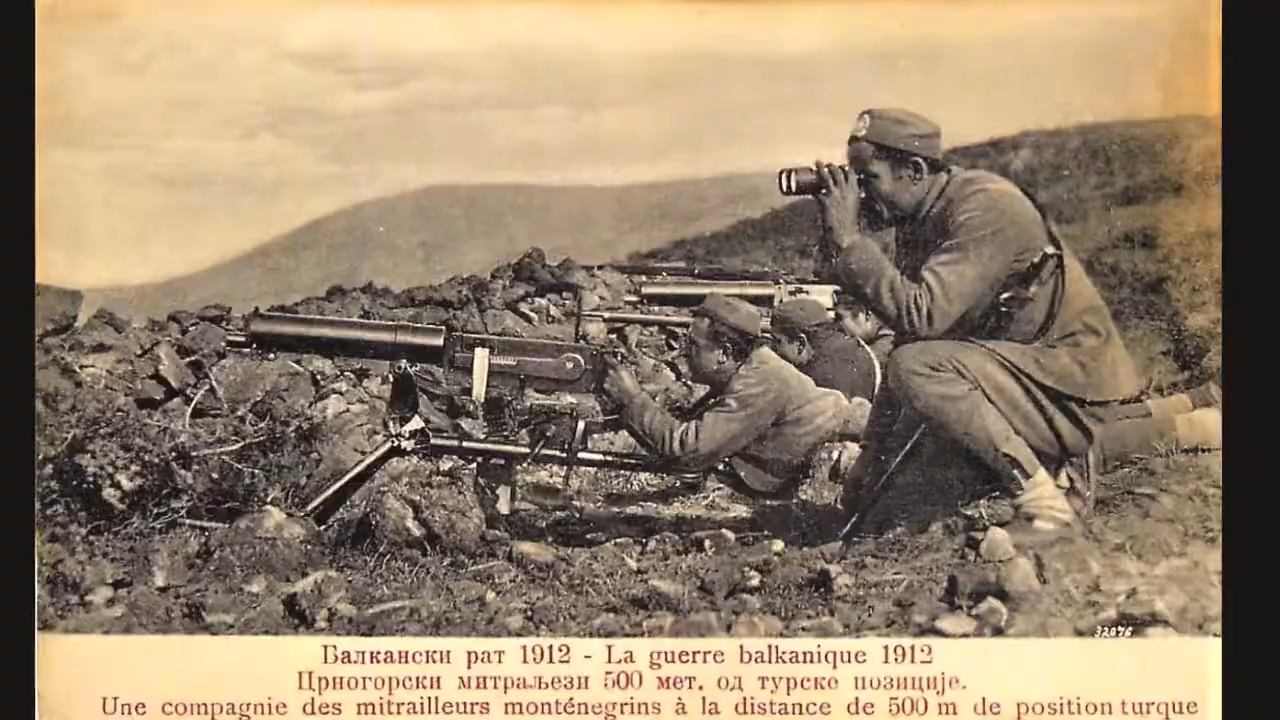 32076
Балкански рат 1912 - La guerre balkanique 1912
Црногорски митраљези 500 мет. од турске позиције.
Une compagnie des mitrailleurs monténegrins à la distance de 500 m de position turque